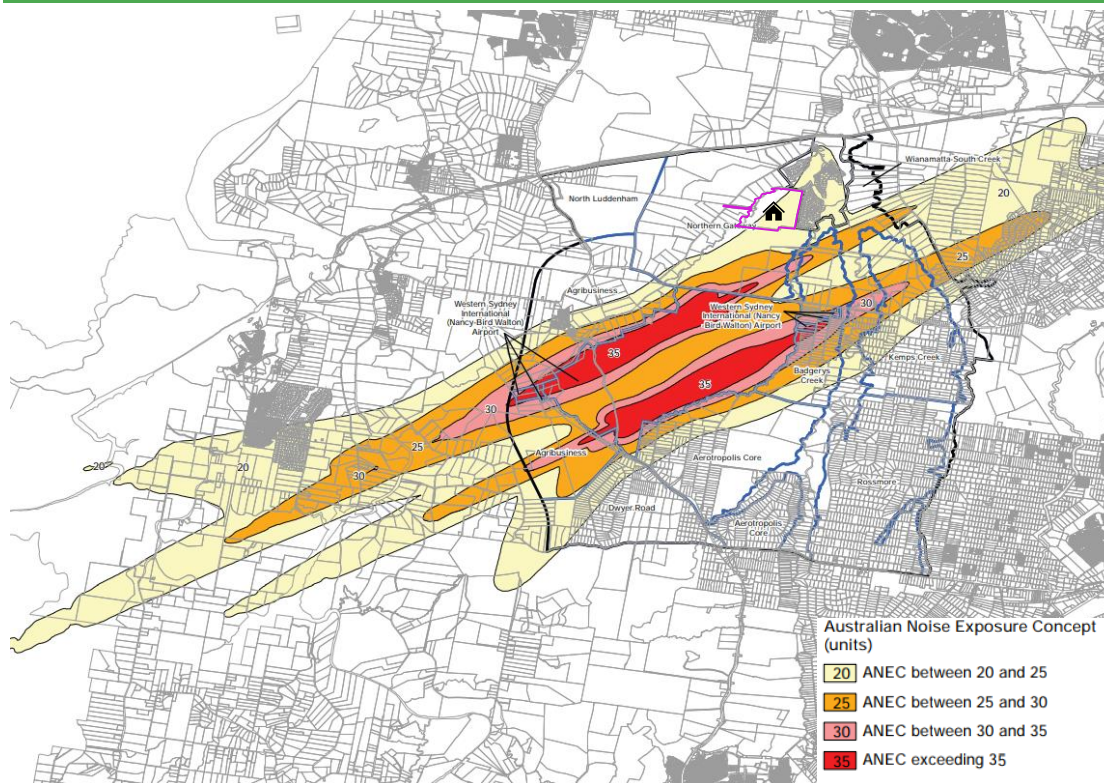 Wianamatta-South Creek
20
North Luddenham
Northern Gateway
25
Agribusiness
Western Sydney
International
(Nancy-Bird Walton)
Airport
Western Sydney
International (Nancy-
Bird Walton) Airport
30
35
Kemps Creek
Badgerys
Creek
35
30
25
Agribusiness
Aerotropolis Core
20
20
30
Rossmore
Dwyer Road
Aerotropolis
Core
Australian Noise Exposure Concept
(units)
20 ANEC between 20 and 25
25 ANEC between 25 and 30
30 ANEC between 30 and 35
35 ANEC exceeding 35